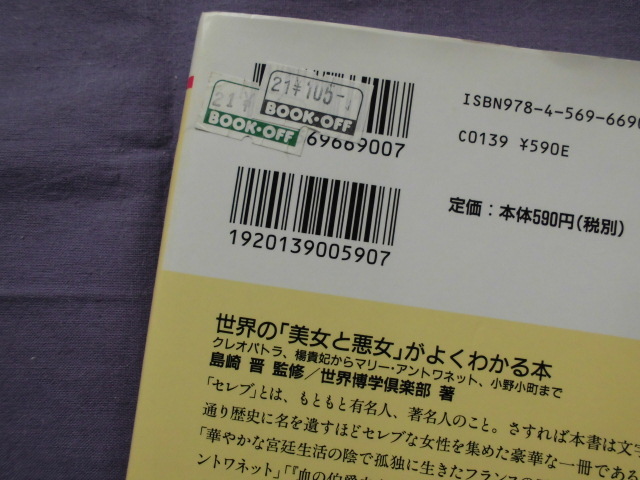 21 ¥105-
BOOK・OFF
21 ¥
BOOK・OFF
69669007
ISBN978-4-569-6690
C0139 ¥590E
1920139005907
定価：本体590円（税別）
世界の「美女と悪女」がよくわかる本
クレオパトラ、楊貴妃からマリー・アントワネット、小野小町まで
島崎 晋 監修／世界博学倶楽部 著
「セレブ」とは、もともと有名人、著名人のこと。さすれば本書は文字
通り歴史に名を遺すほどセレブな女性を集めた豪華な一冊である
「華やかな宮廷生活の陰で孤独に生きたフランスの
ントワネット」「『血の伯爵